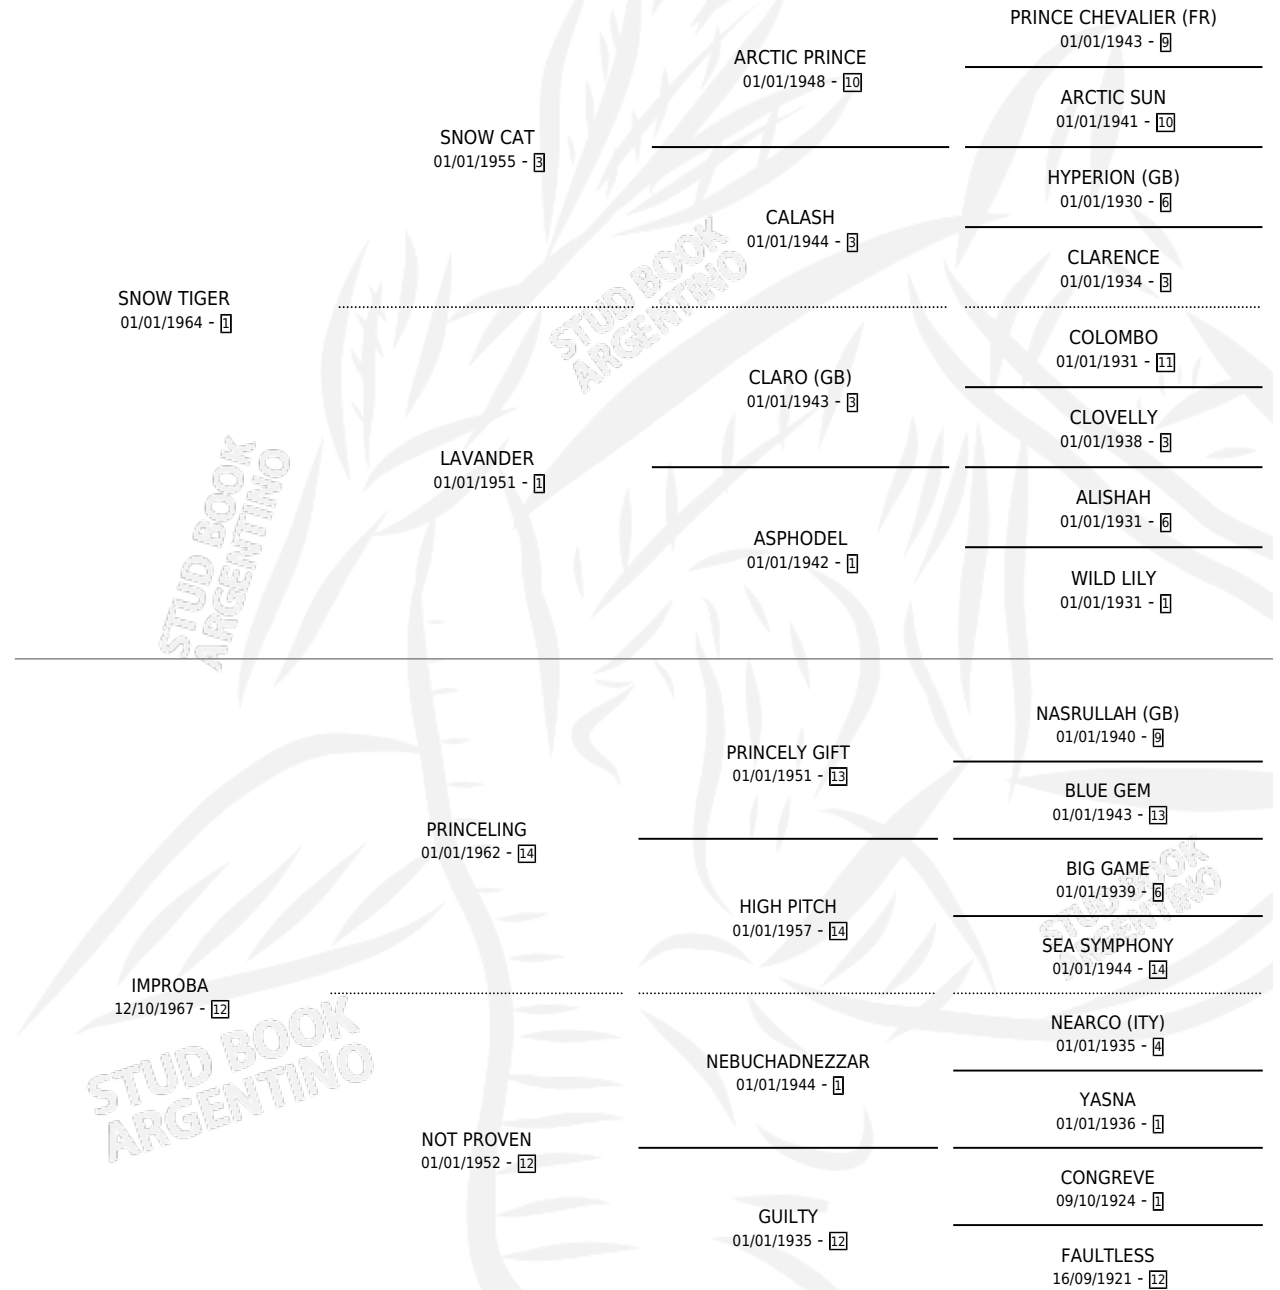 PRINCE CHEVALIER (FR)
01/01/1943 - 9
ARCTIC PRINCE
01/01/1948 - 10
ARCTIC SUN
01/01/1941 - 10
SNOW CAT
01/01/1955 - 3
HYPERION (GB)
01/01/1930 - 6
CALASH
01/01/1944 - 3
CLARENCE
01/01/1934 - 3
SNOW TIGER
01/01/1964 - 1
STUD BOOK
ARGENTINO
COLOMBO
01/01/1931 - 11
CLARO (GB)
01/01/1943 - 3
CLOVELLY
01/01/1938 - 3
LAVANDER
01/01/1951 - 1
ALISHAH
01/01/1931 - 6
ASPHODEL
01/01/1942 - 1
WILD LILY
01/01/1931 - 1
STUD BOOK
ARGENTINO
NASRULLAH (GB)
01/01/1940 - 9
PRINCELY GIFT
01/01/1951 - 13
BLUE GEM
01/01/1943 - 13
PRINCELING
01/01/1962 - 14
BIG GAME
01/01/1939 - 6
HIGH PITCH
01/01/1957 - 14
SEA SYMPHONY
01/01/1944 - 14
STUD BOOK
ARGENTINO
IMPROBA
12/10/1967 - 12
STUD BOOK
ARGENTINO
NEARCO (ITY)
01/01/1935 - 4
NEBUCHADNEZZAR
01/01/1944 - 1
YASNA
01/01/1936 - 1
NOT PROVEN
01/01/1952 - 12
CONGREVE
09/10/1924 - 1
GUILTY
01/01/1935 - 12
FAULTLESS
16/09/1921 - 12